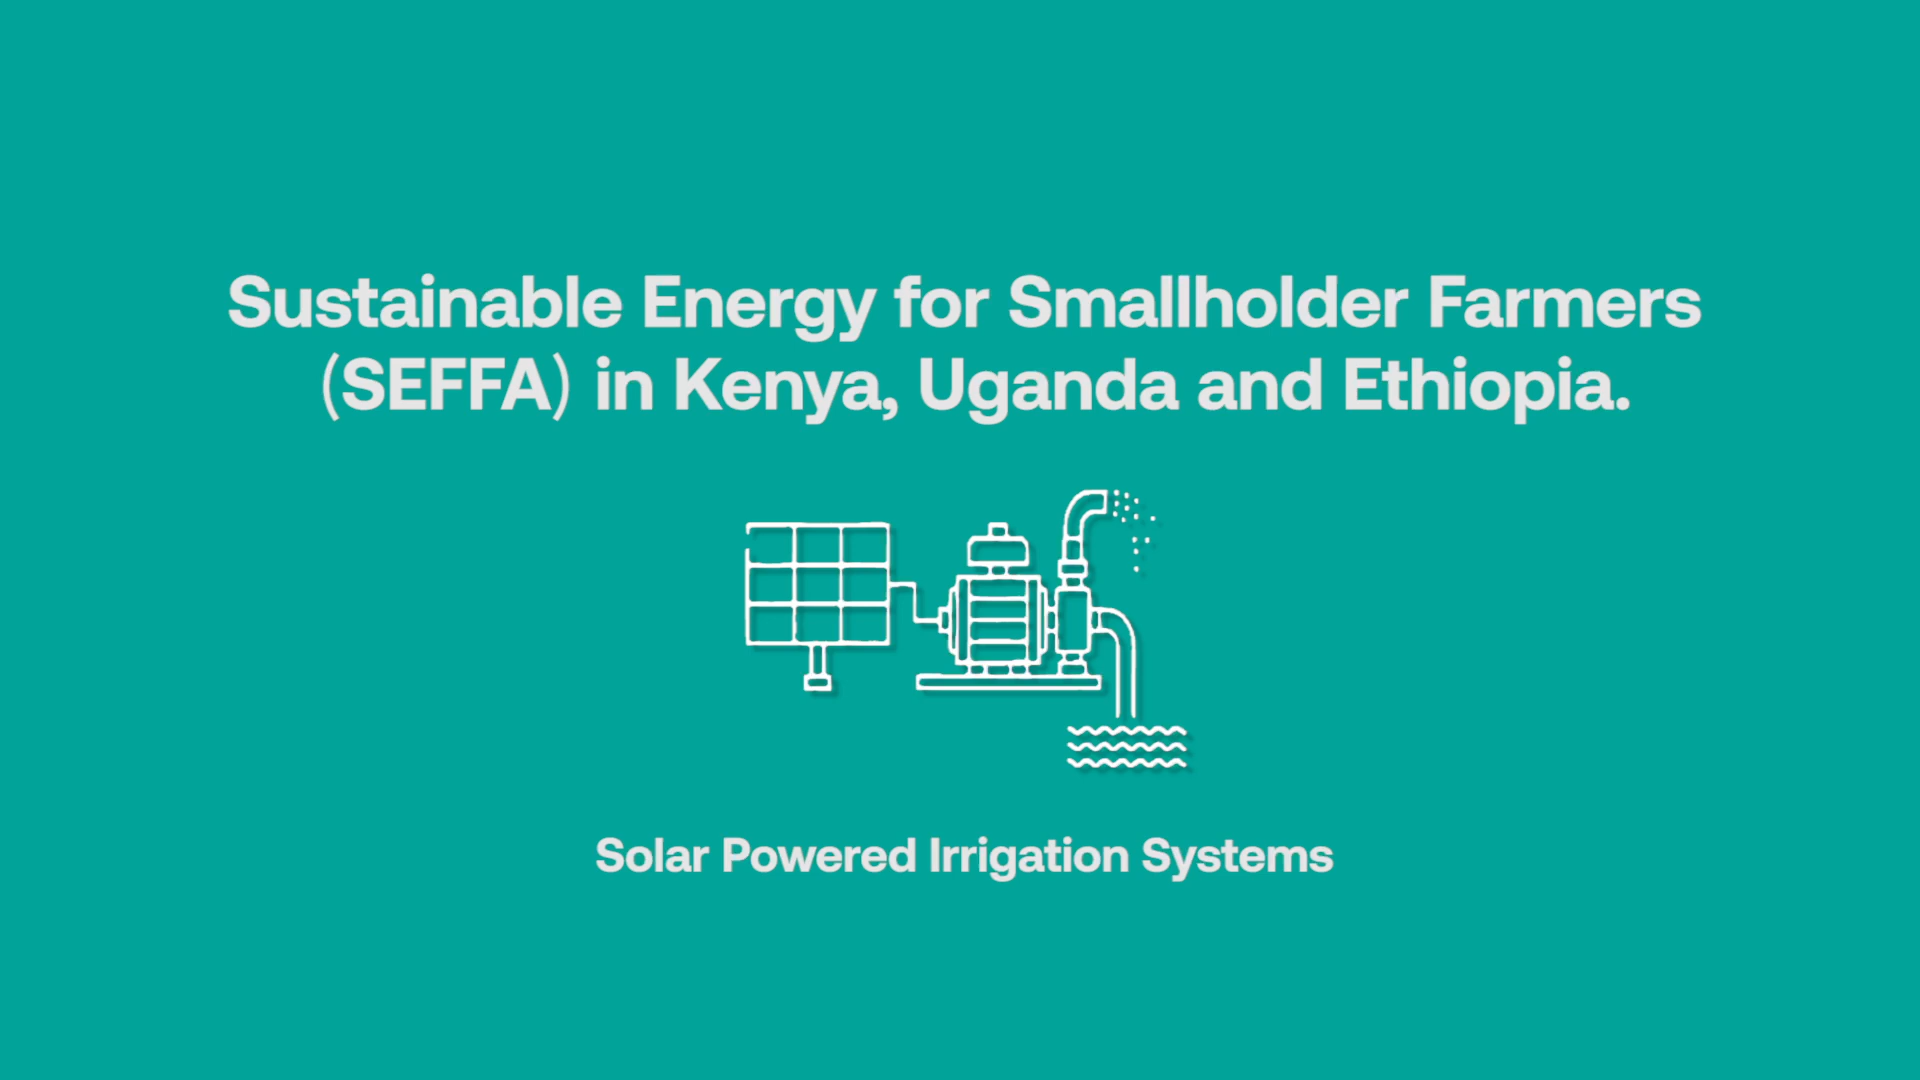 Sustainable Energy for Smallholder Farmers
(SEFFA) in Kenya, Uganda and Ethiopia.
Solar Powered Irrigation Systems